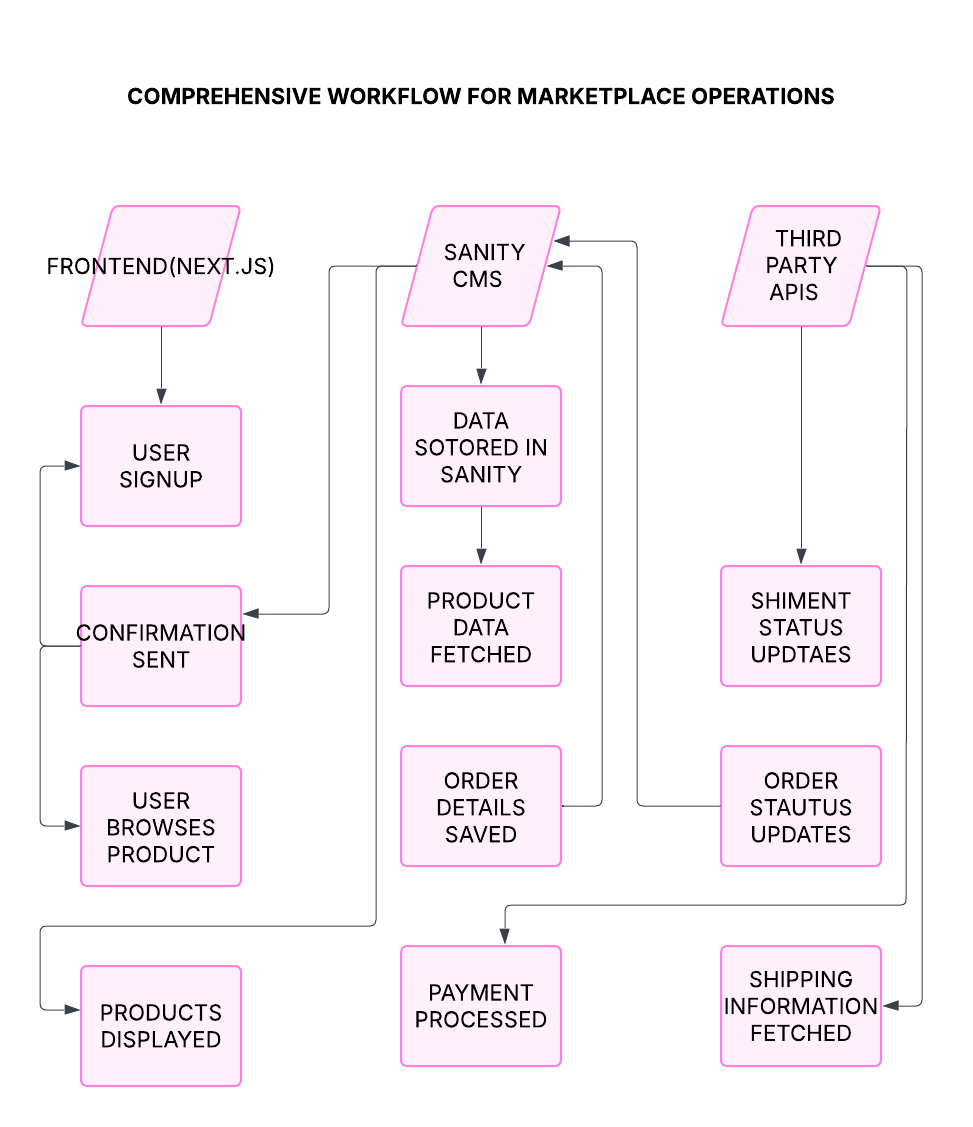 COMPREHENSIVE WORKFLOW FOR MARKETPLACE OPERATIONS
FRONTEND(NEXT.JS)
SANITY
CMS
THIRD
PARTY
APIS
USER
SIGNUP
DATA
SOTORED IN
SANITY
CONFIRMATION
SENT
PRODUCT
DATA
FETCHED
SHIMENT
STATUS
UPDTAES
USER
BROWSES
PRODUCT
ORDER
DETAILS
SAVED
ORDER
STAUTUS
UPDATES
PRODUCTS
DISPLAYED
PAYMENT
PROCESSED
SHIPPING
INFORMATION
FETCHED